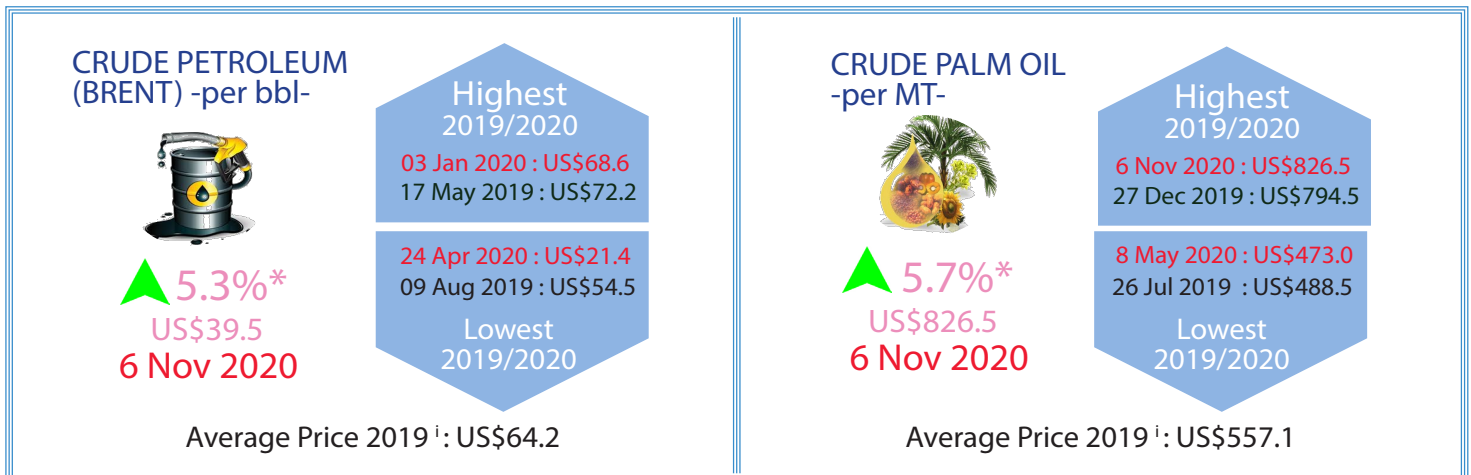 CRUDE PETROLEUM
(BRENT) -per bbl-
Highest
2019/2020
03 Jan 2020 : US$68.6
17 May 2019 : US$72.2
24 Apr 2020 : US$21.4
09 Aug 2019 : US$54.5
Lowest
2019/2020
5.3%*
US$39.5
6 Nov 2020
Average Price 2019 i : US$64.2
CRUDE PALM OIL
-per MT-
Highest
2019/2020
6 Nov 2020 : US$826.5
27 Dec 2019 : US$794.5
8 May 2020 : US$473.0
26 Jul 2019 : US$488.5
Lowest
2019/2020
5.7%*
US$826.5
6 Nov 2020
Average Price 2019 i : US$557.1